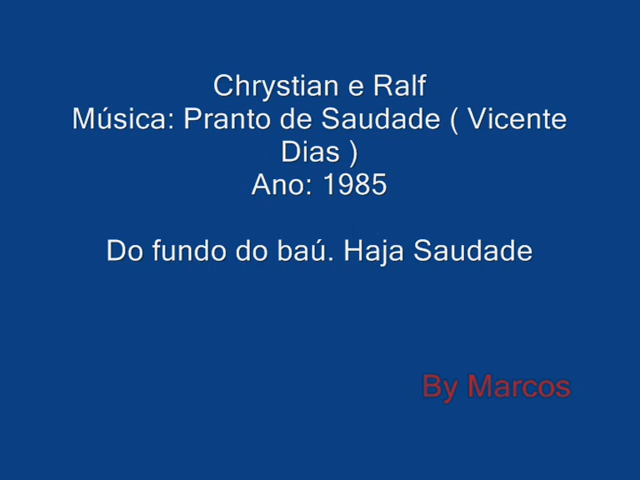 Chrystian e Ralf
Música: Pranto de Saudade ( Vicente
Dias )
Ano: 1985
Do fundo do baú. Haja Saudade
By Marcos